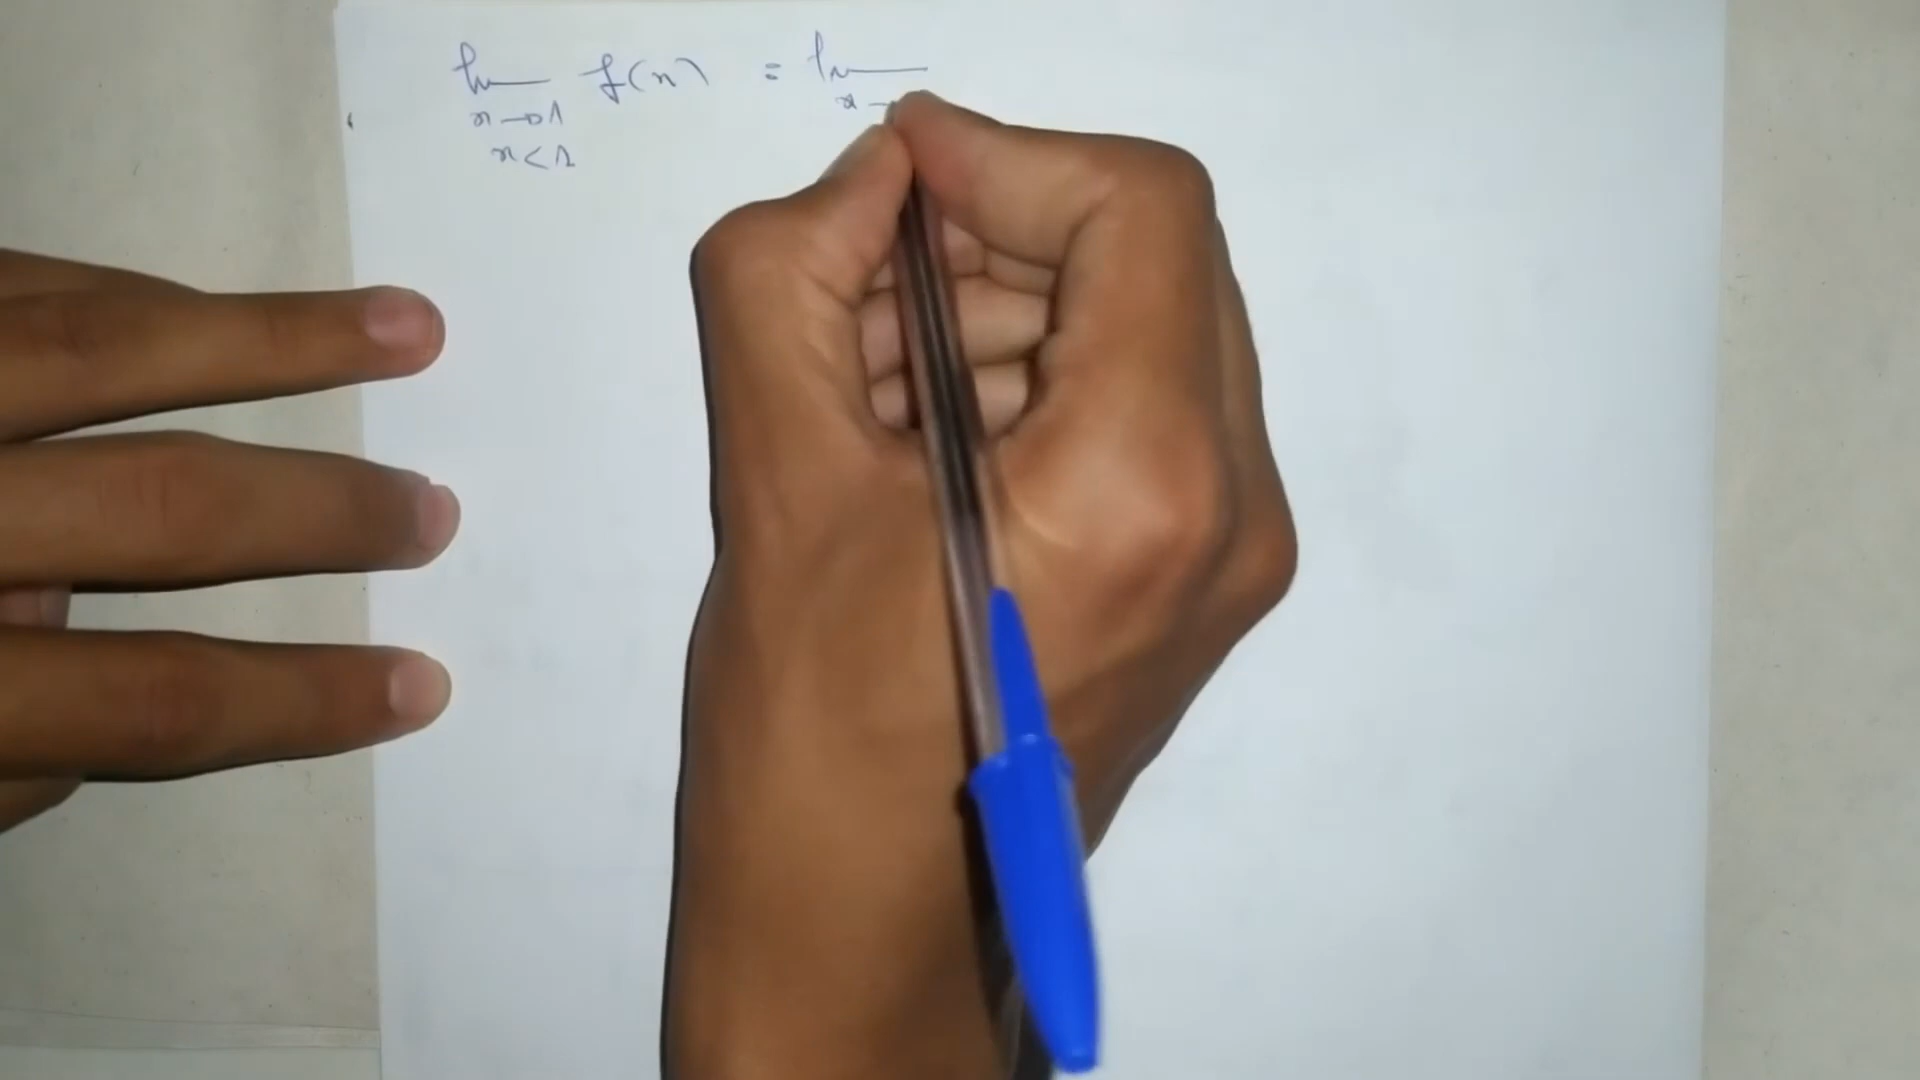 lim f(x) = lim
x→1 x→
x<1